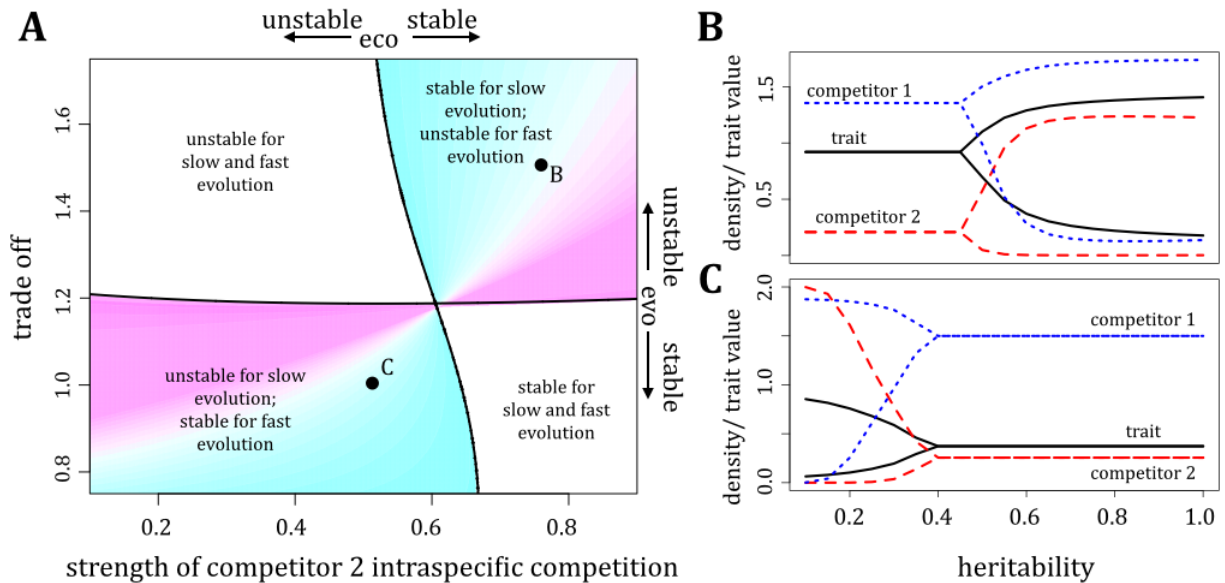 A
unstable stable
eco
unstable for
slow and fast
evolution
stable for slow
evolution;
unstable for fast
evolution
B
unstable for slow
evolution;
stable for fast
evolution
C
stable for
slow and fast
evolution
unstable
evo
stable
trade off
1.6
1.4
1.2
1.0
0.8
0.2 0.4 0.6 0.8
strength of competitor 2 intraspecific competition
B
density/ trait value
1.5
0.5
competitor 1
trait
competitor 2
C
density/ trait value
2.0
1.0
0.0
competitor 1
trait
competitor 2
0.2 0.4 0.6 0.8 1.0
heritability